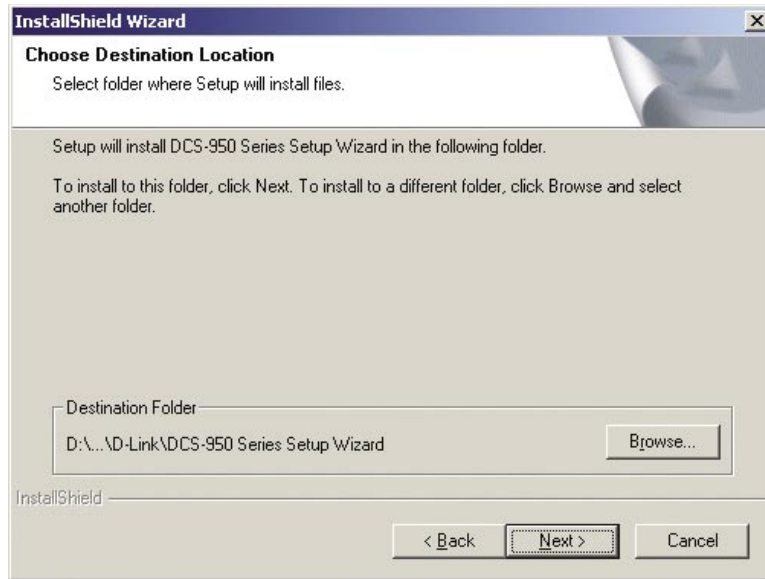 InstallShield Wizard
Choose Destination Location
Select folder where Setup will install files.
Setup will install DCS-950 Series Setup Wizard in the following folder.
To install to this folder, click Next. To install to a different folder, click Browse and select
another folder.
Destination Folder
D:\...\D-Link\DCS-950 Series Setup Wizard
Browse...
InstallShield
< Back
Next >
Cancel